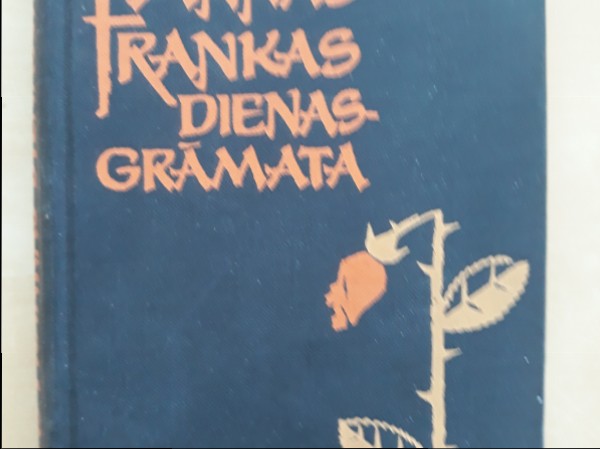 FRANKAS
DIENAS-
GRĀMATA